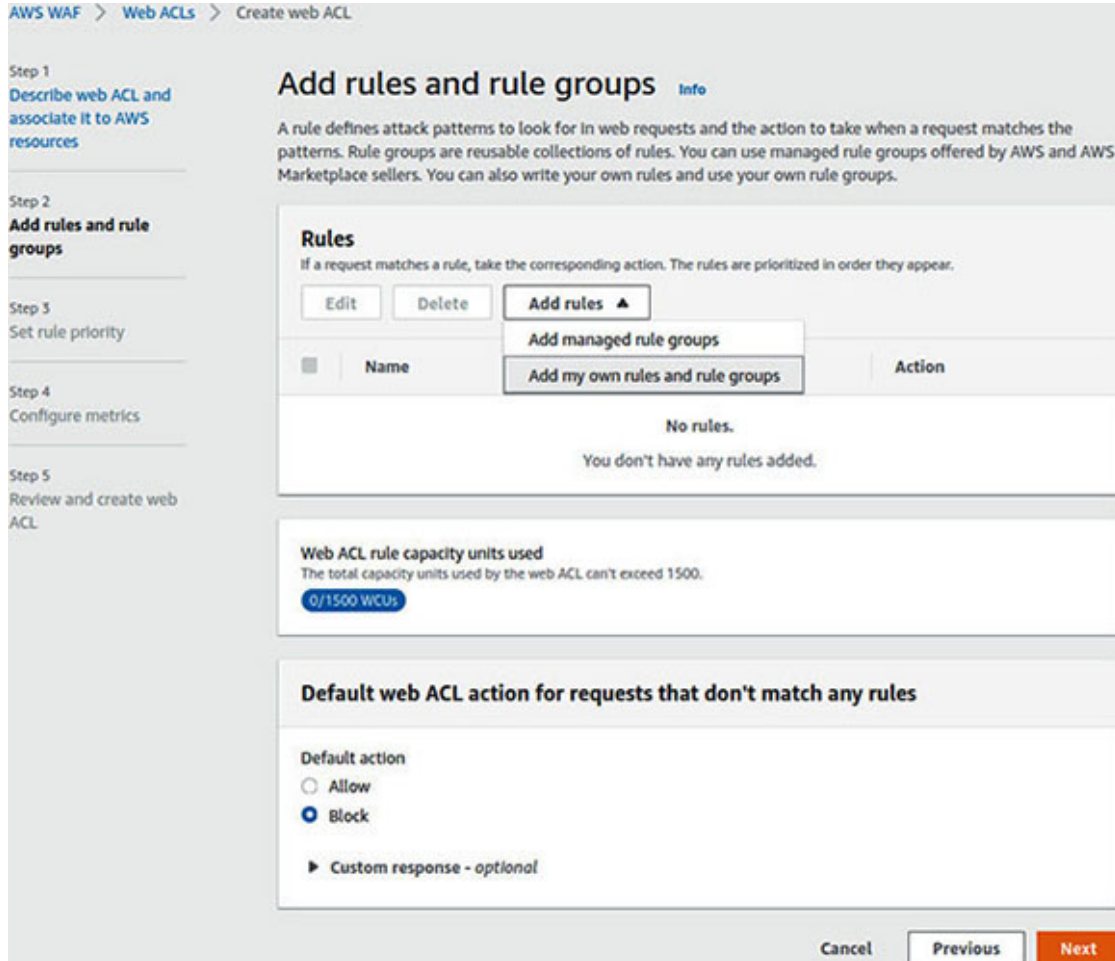 AWS WAF > Web ACLs > Create web ACL
Step 1
Describe web ACL and
associate it to AWS
resources
Step 2
Add rules and rule
groups
Step 3
Set rule priority
Step 4
Configure metrics
Step 5
Review and create web
ACL
Add rules and rule groups Info
A rule defines attack patterns to look for in web requests and the action to take when a request matches the
patterns. Rule groups are reusable collections of rules. You can use managed rule groups offered by AWS and AWS
Marketplace sellers. You can also write your own rules and use your own rule groups.
Rules
If a request matches a rule, take the corresponding action. The rules are prioritized in order they appear.
Edit Delete Add rules ▲
Add managed rule groups
Add my own rules and rule groups
Name Action
No rules.
You don't have any rules added.
Web ACL rule capacity units used
The total capacity units used by the web ACL can't exceed 1500.
0/1500 WCUs
Default web ACL action for requests that don't match any rules
Default action
Allow
Block
▶ Custom response - optional
Cancel Previous Next